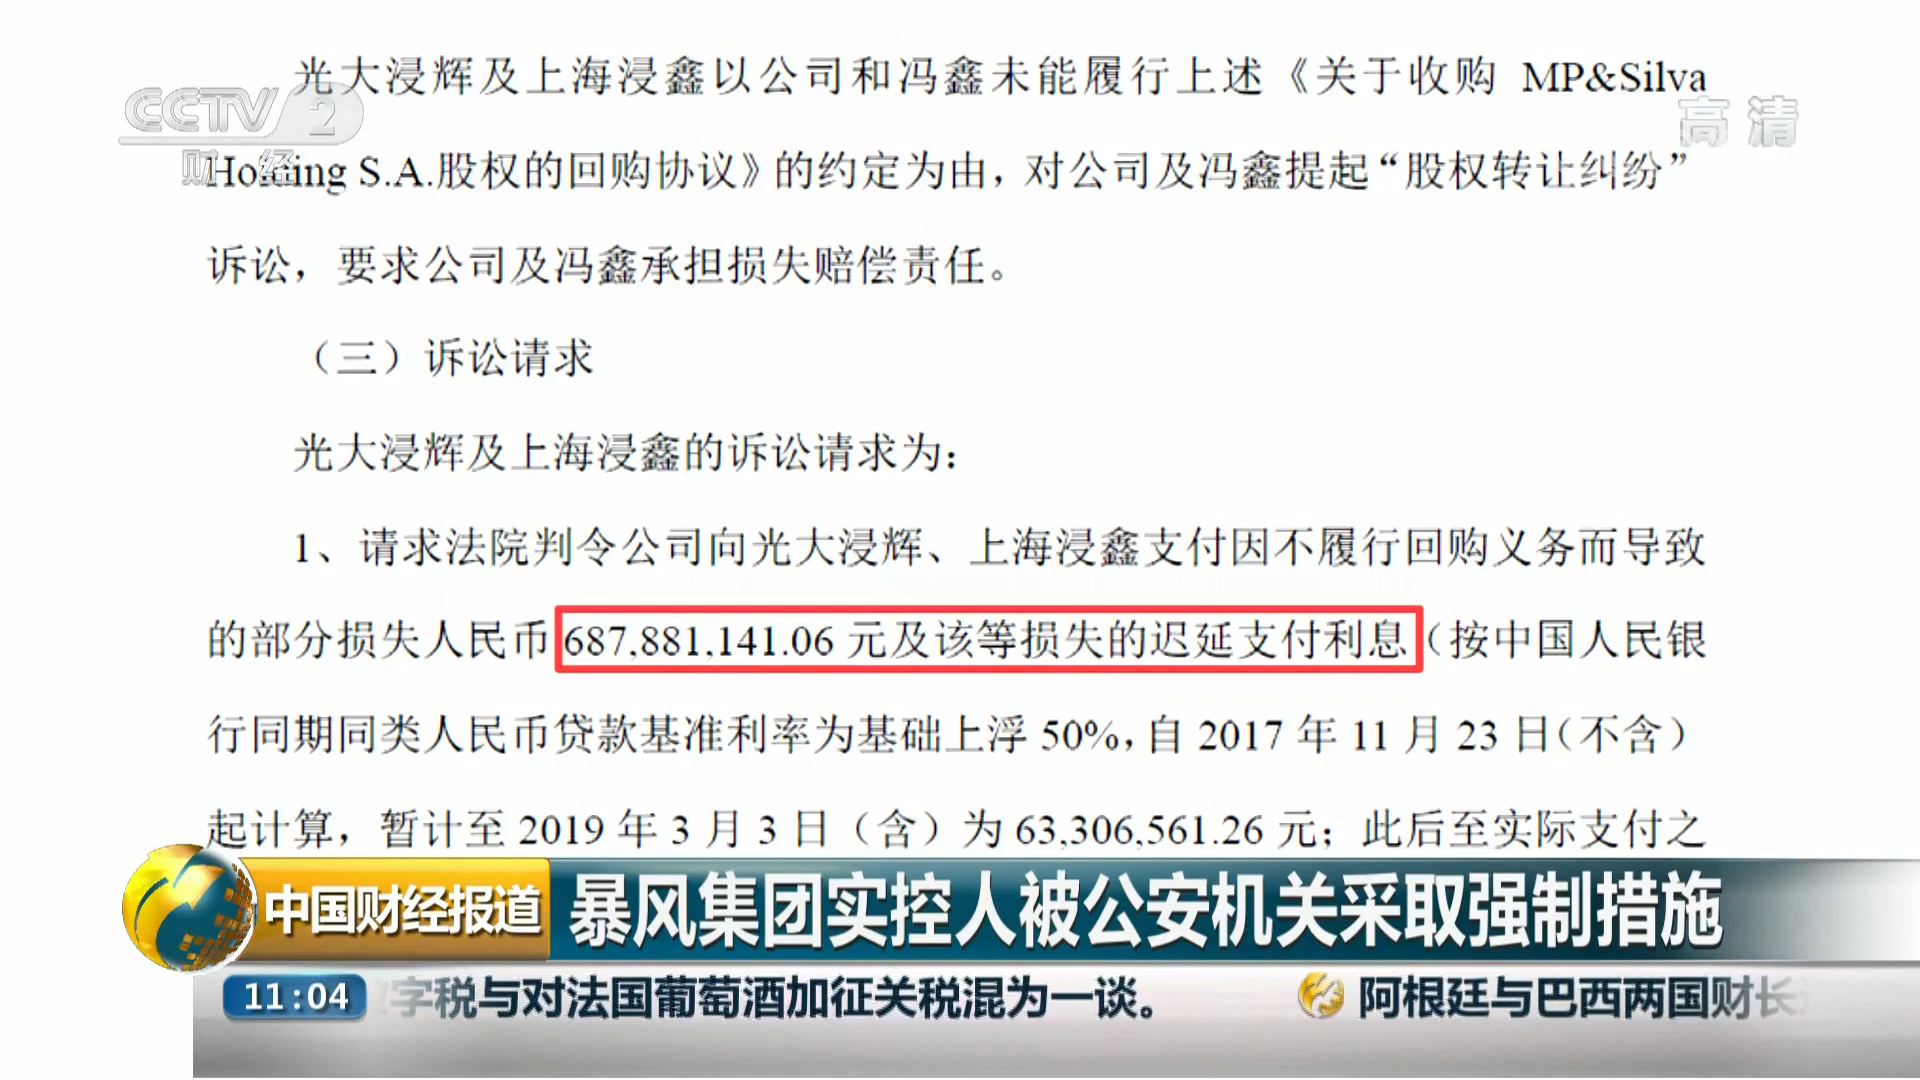 光大浸辉及上海浸鑫以公司和冯鑫未能履行上述《关于收购 MP&Silva
CCTV 2
高清
财经
Holding S.A.股权的回购协议》的约定为由，对公司及冯鑫提起“股权转让纠纷”
诉讼，要求公司及冯鑫承担损失赔偿责任。
（三）诉讼请求
光大浸辉及上海浸鑫的诉讼请求为：
1、请求法院判令公司向光大浸辉、上海浸鑫支付因不履行回购义务而导致
的部分损失人民币 687,881,141.06 元及该等损失的迟延支付利息（按中国人民银
行同期同类人民币贷款基准利率为基础上浮 50%，自 2017 年 11 月 23 日（不含）
起计算，暂计至 2019 年 3 月 3 日（含）为 63,306,561.26 元；此后至实际支付之
中国财经报道
暴风集团实控人被公安机关采取强制措施
11:04
字税与对法国葡萄酒加征关税混为一谈。
阿根廷与巴西两国财长